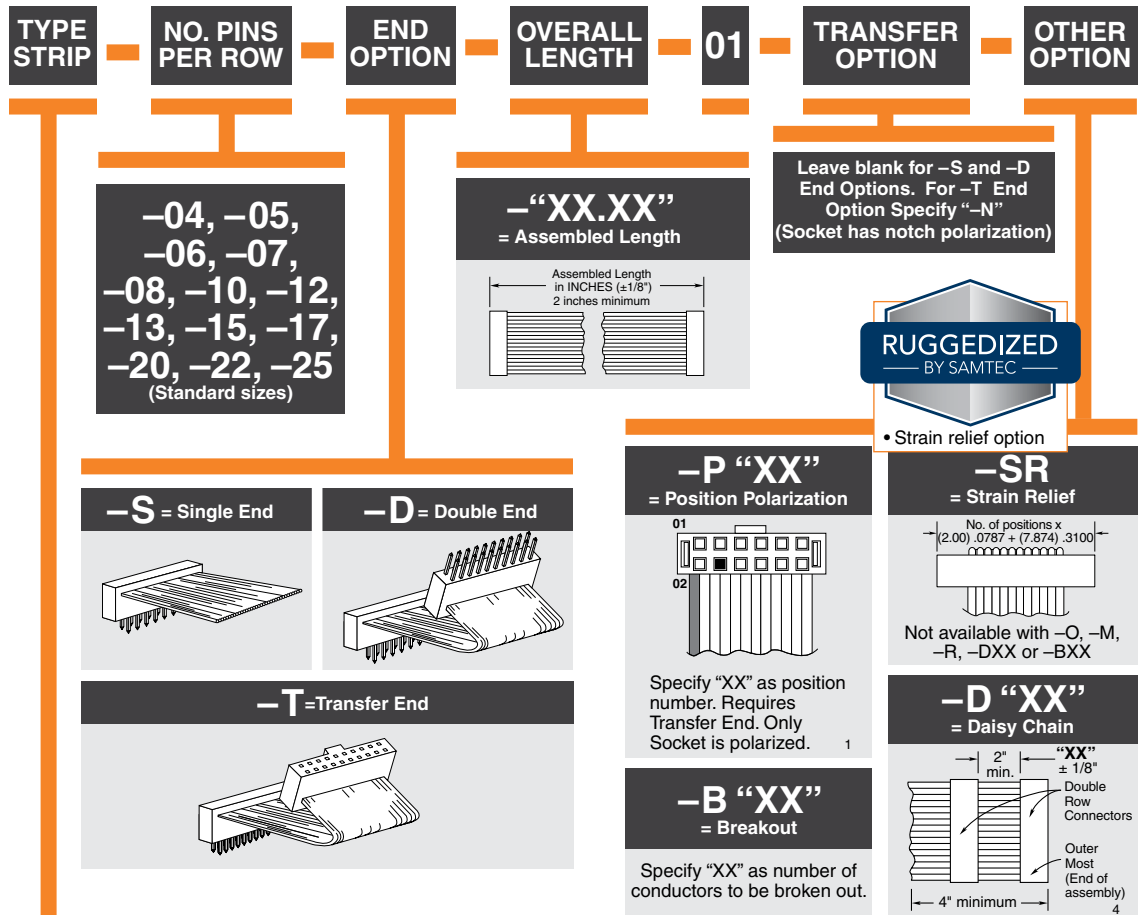 TYPE
STRIP
NO. PINS
PER ROW
END
OPTION
OVERALL
LENGTH
01
TRANSFER
OPTION
OTHER
OPTION
–04, –05,
–06, –07,
–08, –10, –12,
–13, –15, –17,
–20, –22, –25
(Standard sizes)
–“XX.XX”
= Assembled Length
Assembled Length
in INCHES (±1/8")
2 inches minimum
Leave blank for –S and –D
End Options. For –T End
Option Specify “–N”
(Socket has notch polarization)
RUGGEDIZED
BY SAMTEC
• Strain relief option
–S = Single End
–D = Double End
–T =Transfer End
–P “XX”
= Position Polarization
01
02
Specify “XX” as position
number. Requires
Transfer End. Only
Socket is polarized.
1
–B “XX”
= Breakout
Specify “XX” as number of
conductors to be broken out.
–SR
= Strain Relief
No. of positions x
(2.00) .0787 + (7.874) .3100
Not available with –O, –M,
–R, –DXX or –BXX
–D “XX”
= Daisy Chain
2"
min.
“XX”
± 1/8"
Double
Row
Connectors
Outer
Most
(End of
assembly)
4" minimum
4